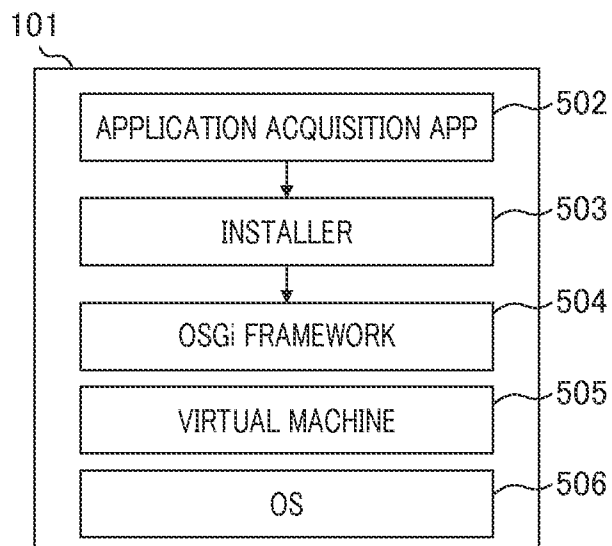 101
APPLICATION ACQUISITION APP
502
INSTALLER
503
OSGi FRAMEWORK
504
VIRTUAL MACHINE
505
OS
506